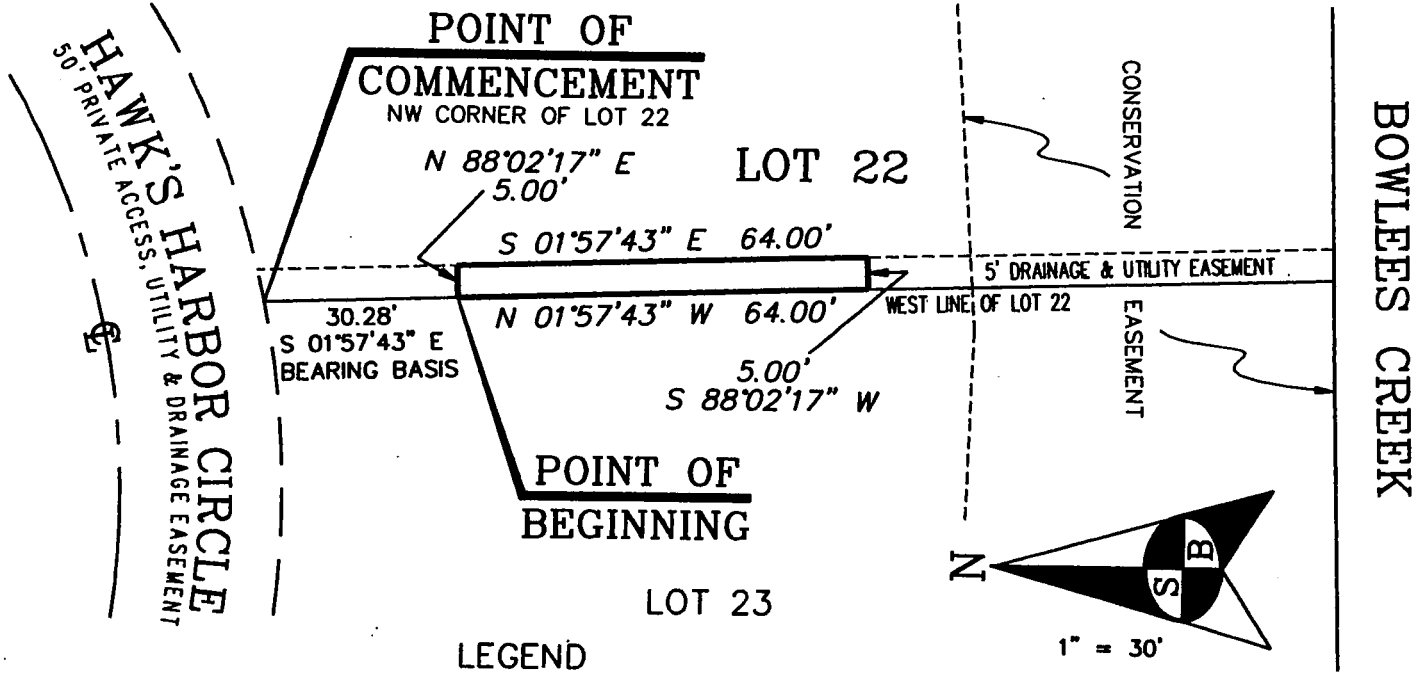 POINT OF
COMMENCEMENT
NW CORNER OF LOT 22
HAWK'S HARBOR CIRCLE
50' PRIVATE ACCESS, UTILITY & DRAINAGE EASEMENT
℄
N 88°02'17" E
5.00'
LOT 22
S 01°57'43" E 64.00'
30.28'
S 01°57'43" E
BEARING BASIS
N 01°57'43" W 64.00'
5' DRAINAGE & UTILITY EASEMENT
WEST LINE OF LOT 22
5.00'
S 88°02'17" W
CONSERVATION EASEMENT
BOWLEES CREEK
POINT OF
BEGINNING
LOT 23
N
S B
1" = 30'
LEGEND